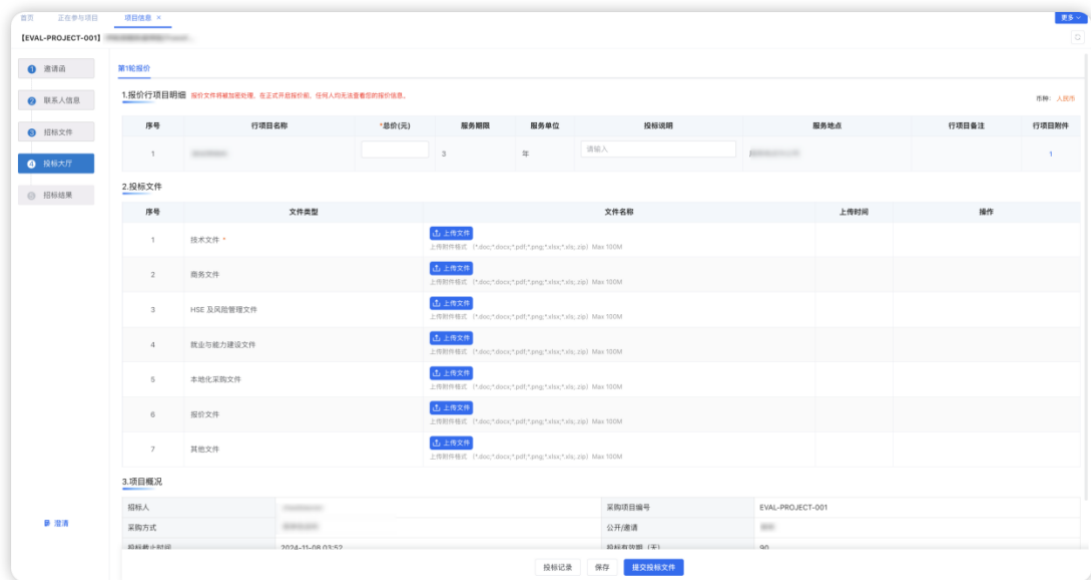 首页 正在参与项目 项目信息 × 更多
【EVAL-PROJECT-001】
1 邀请函
2 联系人信息
3 招标文件
4 投标大厅
5 招标结果
澄清
第1轮报价
1.报价行项目明细 报价文件将被加密处理，在正式开启报价前，任何人均无法查看您的报价信息。 币种: 人民币
序号 行项目名称 *总价(元) 服务期限 服务单位 投标说明 服务地点 行项目备注 行项目附件
1 3 年 请输入 1
2.投标文件
序号 文件类型 文件名称 上传时间 操作
1 技术文件 * 上传文件
上传附件格式 (*.doc;*.docx;*.pdf;*.png;*.xlsx;*.xls;.zip) Max 100M
2 商务文件 上传文件
上传附件格式 (*.doc;*.docx;*.pdf;*.png;*.xlsx;*.xls;.zip) Max 100M
3 HSE 及风险管理文件 上传文件
上传附件格式 (*.doc;*.docx;*.pdf;*.png;*.xlsx;*.xls;.zip) Max 100M
4 就业与能力建设文件 上传文件
上传附件格式 (*.doc;*.docx;*.pdf;*.png;*.xlsx;*.xls;.zip) Max 100M
5 本地化采购文件 上传文件
上传附件格式 (*.doc;*.docx;*.pdf;*.png;*.xlsx;*.xls;.zip) Max 100M
6 报价文件 上传文件
上传附件格式 (*.doc;*.docx;*.pdf;*.png;*.xlsx;*.xls;.zip) Max 100M
7 其他文件 上传文件
上传附件格式 (*.doc;*.docx;*.pdf;*.png;*.xlsx;*.xls;.zip) Max 100M
3.项目概况
招标人 采购项目编号 EVAL-PROJECT-001
采购方式 公开/邀请
投标截止时间 2024-11-08 03:52 投标有效期（天） 90
投标记录 保存 提交投标文件